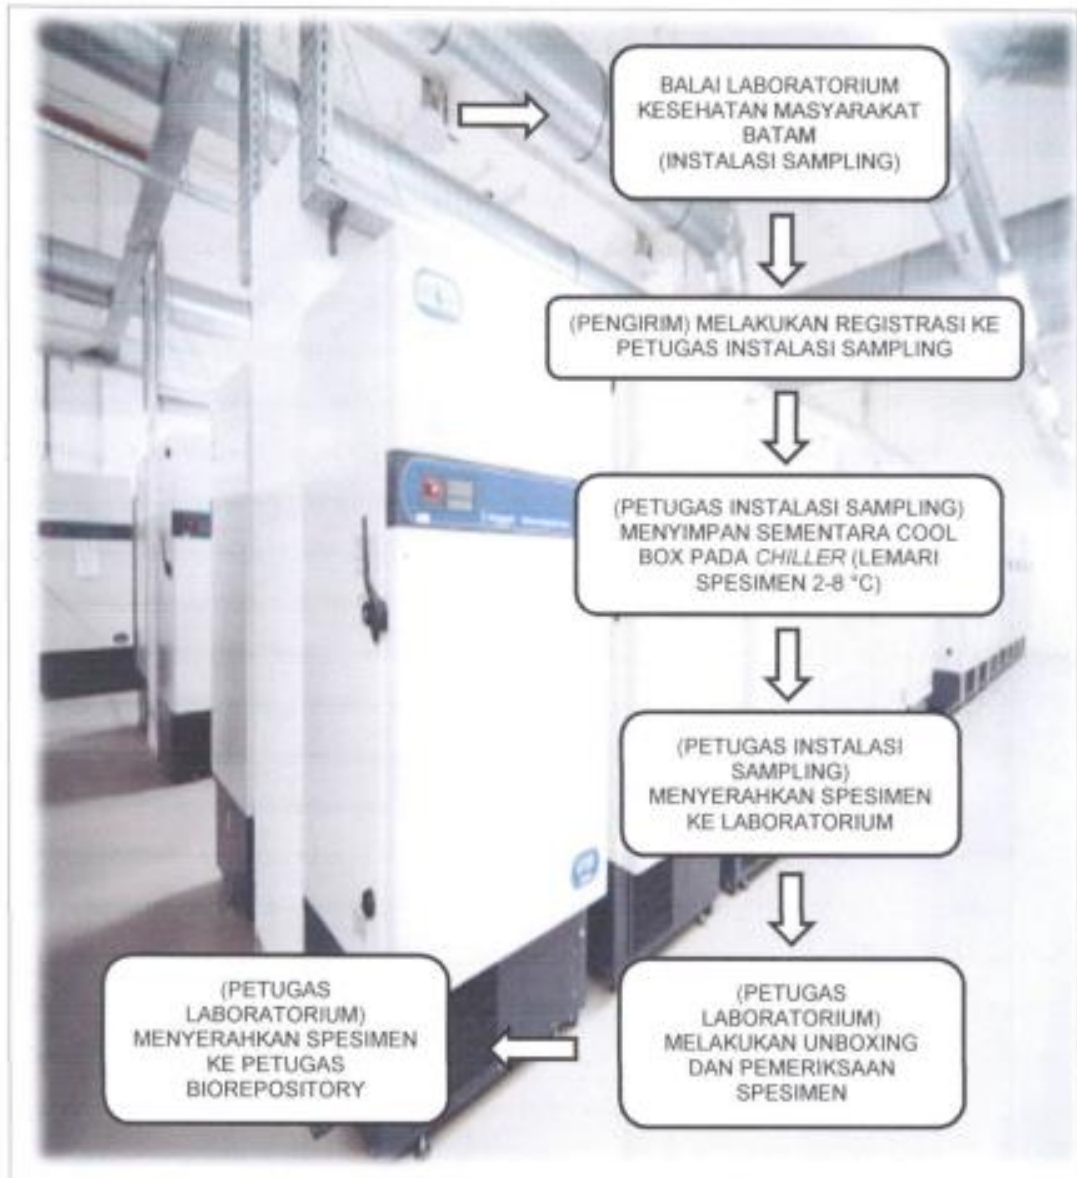 BALAI LABORATORIUM
KESEHATAN MASYARAKAT
BATAM
(INSTALASI SAMPLING)
(PENGIRIM) MELAKUKAN REGISTRASI KE
PETUGAS INSTALASI SAMPLING
(PETUGAS INSTALASI SAMPLING)
MENYIMPAN SEMENTARA COOL
BOX PADA CHILLER (LEMARI
SPESIMEN 2-8 °C)
(PETUGAS INSTALASI
SAMPLING)
MENYERAHKAN SPESIMEN
KE LABORATORIUM
(PETUGAS
LABORATORIUM)
MELAKUKAN UNBOXING
DAN PEMERIKSAAN
SPESIMEN
(PETUGAS
LABORATORIUM)
MENYERAHKAN SPESIMEN
KE PETUGAS
BIOREPOSITORY